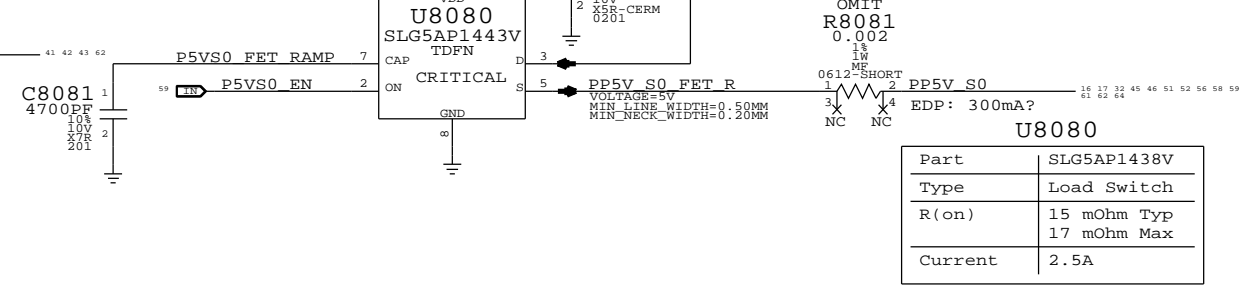 OMIT
R8081
0.002
1%
1W
MF
0612-SHORT
2
X5R-CERM
0201
U8080
SLG5AP1443V
TDFN
CRITICAL
41 42 43 62
P5VS0_FET_RAMP
7
CAP
D
3
59
IN
P5VS0_EN
2
ON
S
5
PP5V_S0_FET_R
VOLTAGE=5V
MIN_LINE_WIDTH=0.50MM
MIN_NECK_WIDTH=0.20MM
1
2
3
4
NC
NC
PP5V_S0
16 17 32 45 46 51 52 56 58 59
61 62 64
EDP: 300mA?
C8081
4700PF
10%
10V
X7R
201
1
2
GND
8
U8080
Part SLG5AP1438V
Type Load Switch
R(on) 15 mOhm Typ
17 mOhm Max
Current 2.5A